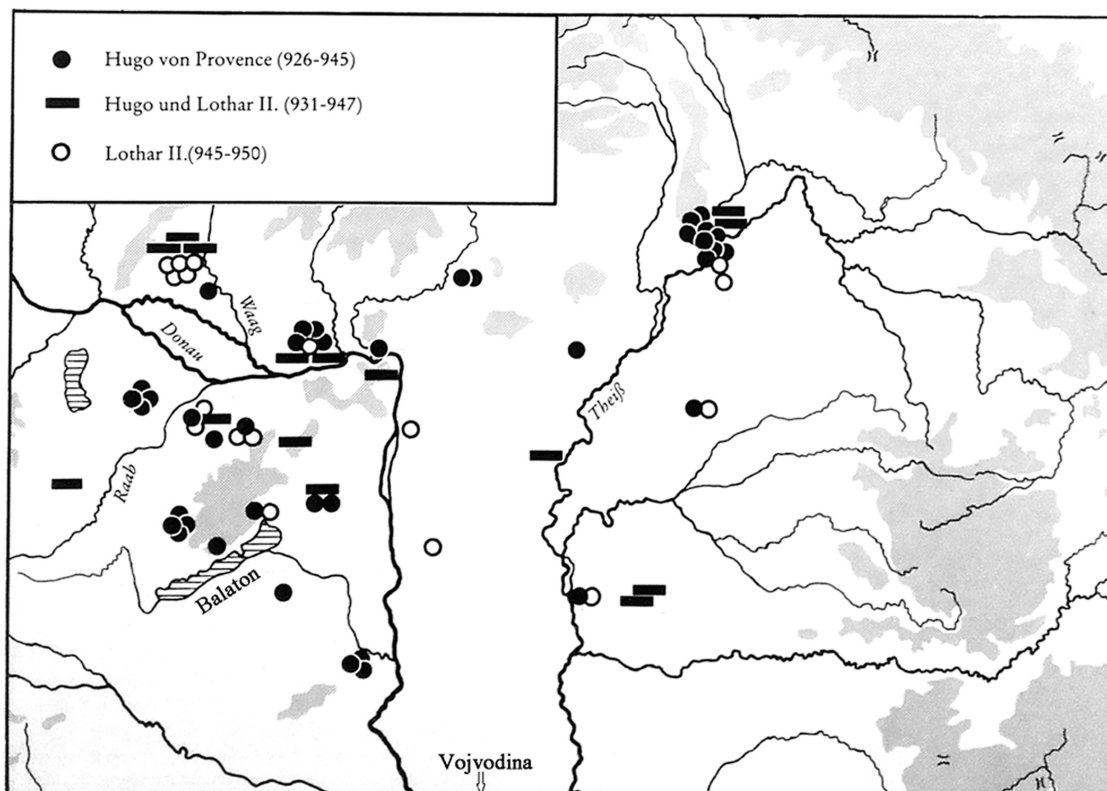 Hugo von Provence (926-945)
Hugo und Lothar II. (931-947)
Lothar II.(945-950)
Waag
Donau
Theiß
Raab
Balaton
Vojvodina